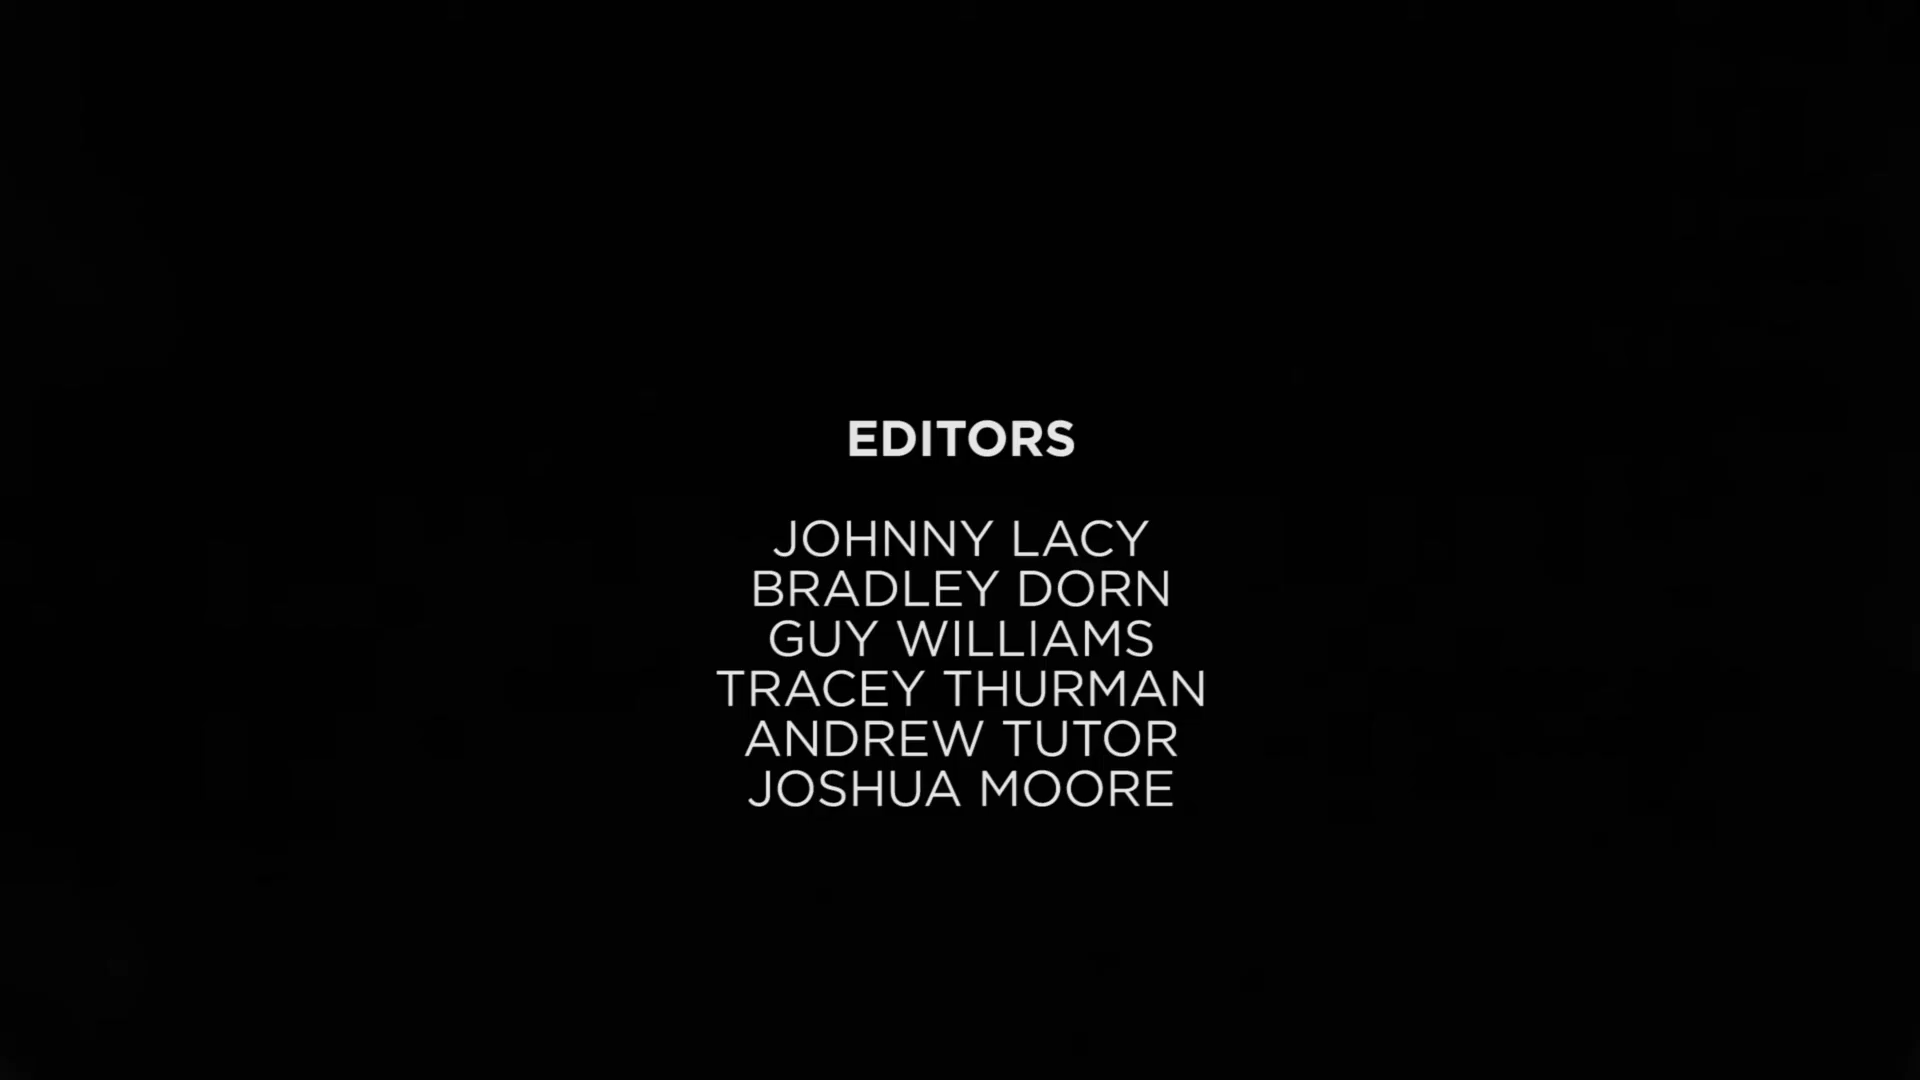 EDITORS
JOHNNY LACY
BRADLEY DORN
GUY WILLIAMS
TRACEY THURMAN
ANDREW TUTOR
JOSHUA MOORE